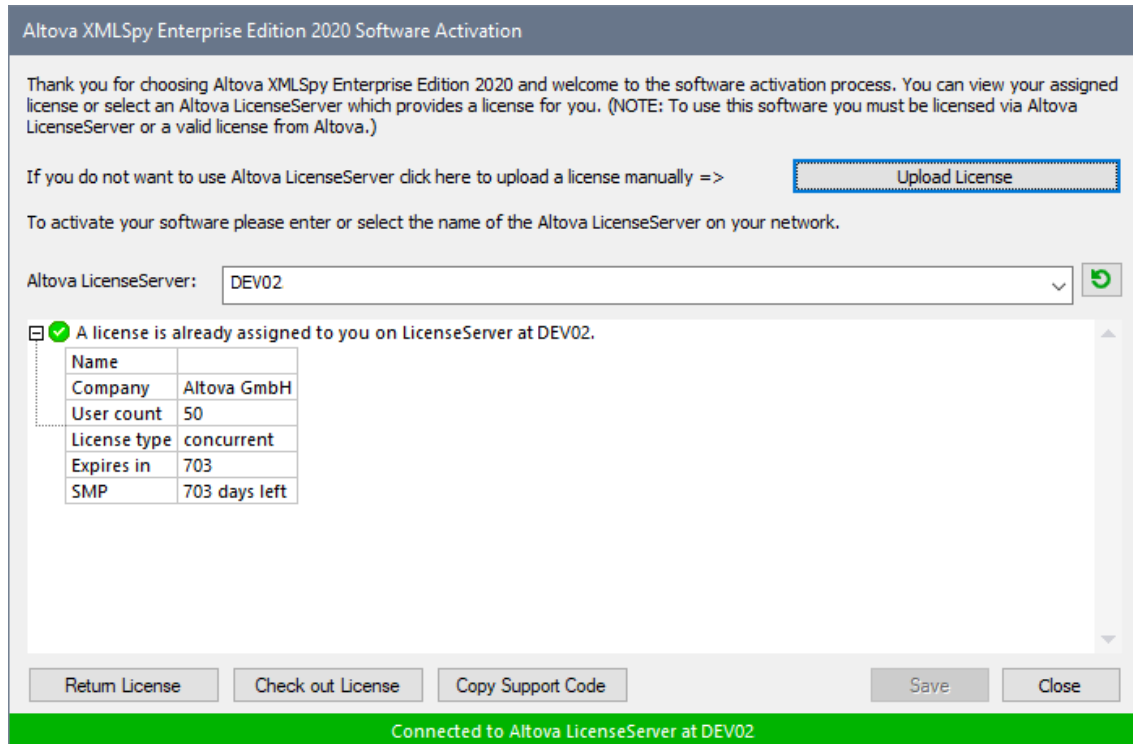 Altova XMLSpy Enterprise Edition 2020 Software Activation
Thank you for choosing Altova XMLSpy Enterprise Edition 2020 and welcome to the software activation process. You can view your assigned
license or select an Altova LicenseServer which provides a license for you. (NOTE: To use this software you must be licensed via Altova
LicenseServer or a valid license from Altova.)
If you do not want to use Altova LicenseServer click here to upload a license manually => Upload License
To activate your software please enter or select the name of the Altova LicenseServer on your network.
Altova LicenseServer: DEV02
A license is already assigned to you on LicenseServer at DEV02.
Name
Company Altova GmbH
User count 50
License type concurrent
Expires in 703
SMP 703 days left
Return License Check out License Copy Support Code Save Close
Connected to Altova LicenseServer at DEV02